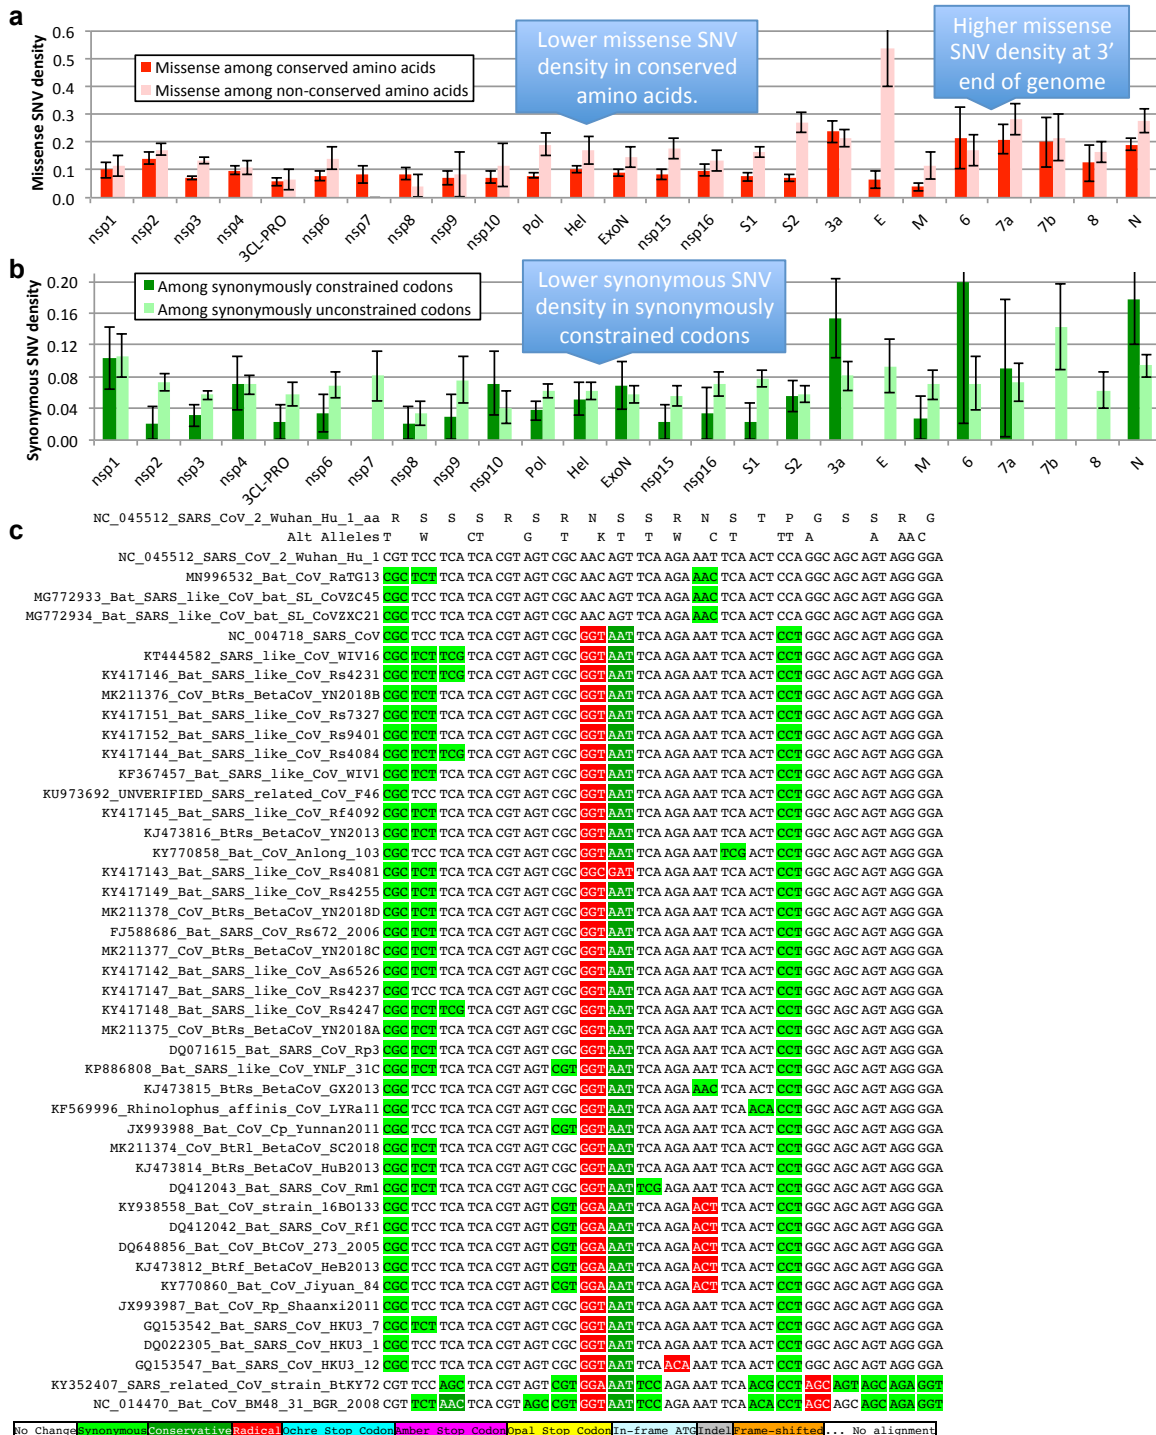 a
Missense SNV density
0.6
0.5
0.4
0.3
0.2
0.1
0.0
Missense among conserved amino acids
Missense among non-conserved amino acids
Lower missense SNV
density in conserved
amino acids.
Higher missense
SNV density at 3’
end of genome
nsp1 nsp2 nsp3 nsp4 3CL-PRO nsp6 nsp7 nsp8 nsp9 nsp10 Pol Hel ExoN nsp15 nsp16 S1 S2 3a E M 6 7a 7b 8 N
b
Synonymous SNV density
0.20
0.16
0.12
0.08
0.04
0.00
Among synonymously constrained codons
Among synonymously unconstrained codons
Lower synonymous SNV
density in synonymously
constrained codons
nsp1 nsp2 nsp3 nsp4 3CL-PRO nsp6 nsp7 nsp8 nsp9 nsp10 Pol Hel ExoN nsp15 nsp16 S1 S2 3a E M 6 7a 7b 8 N
c
NC_045512_SARS_CoV_2_Wuhan_Hu_1_aa R S S S R S R N S S R N S T P G S S R G
Alt Alleles T W CT G T K T T W C T TT A A A AC
NC_045512_SARS_CoV_2_Wuhan_Hu_1 CGT TCC TCA TCA CGT AGT CGC AAC AGT TCA AGA AAT TCA ACT CCA GGC AGC AGT AGG GGA
MN996532_Bat_CoV_RaTG13 CGC TCT TCA TCA CGT AGT CGC AAC AGT TCA AGA AAC TCA ACT CCA GGC AGC AGT AGG GGA
MG772933_Bat_SARS_like_CoV_bat_SL_CoVZC45 CGC TCC TCA TCA CGT AGT CGC AAC AGT TCA AGA AAC TCA ACT CCA GGC AGC AGT AGG GGA
MG772934_Bat_SARS_like_CoV_bat_SL_CoVZXC21 CGC TCC TCA TCA CGT AGT CGC AAC AGT TCA AGA AAC TCA ACT CCA GGC AGC AGT AGG GGA
NC_004718_SARS_CoV CGC TCC TCA TCA CGT AGT CGC GGT AAT TCA AGA AAT TCA ACT CCT GGC AGC AGT AGG GGA
KT444582_SARS_like_CoV_WIV16 CGC TCT TCG TCA CGT AGT CGC GGT AAT TCA AGA AAT TCA ACT CCT GGC AGC AGT AGG GGA
KY417146_Bat_SARS_like_CoV_Rs4231 CGC TCT TCG TCA CGT AGT CGC GGT AAT TCA AGA AAT TCA ACT CCT GGC AGC AGT AGG GGA
MK211376_CoV_BtRs_BetaCoV_YN2018B CGC TCT TCA TCA CGT AGT CGC GGT AAT TCA AGA AAT TCA ACT CCT GGC AGC AGT AGG GGA
KY417151_Bat_SARS_like_CoV_Rs7327 CGC TCT TCA TCA CGT AGT CGC GGT AAT TCA AGA AAT TCA ACT CCT GGC AGC AGT AGG GGA
KY417152_Bat_SARS_like_CoV_Rs9401 CGC TCT TCA TCA CGT AGT CGC GGT AAT TCA AGA AAT TCA ACT CCT GGC AGC AGT AGG GGA
KY417144_Bat_SARS_like_CoV_Rs4084 CGC TCT TCG TCA CGT AGT CGC GGT AAT TCA AGA AAT TCA ACT CCT GGC AGC AGT AGG GGA
KF367457_Bat_SARS_like_CoV_WIV1 CGC TCT TCA TCA CGT AGT CGC GGT AAT TCA AGA AAT TCA ACT CCT GGC AGC AGT AGG GGA
KU973692_UNVERIFIED_SARS_related_CoV_F46 CGC TCC TCA TCA CGT AGT CGC GGT AAT TCA AGA AAT TCA ACT CCT GGC AGC AGT AGG GGA
KY417145_Bat_SARS_like_CoV_Rf4092 CGC TCT TCA TCA CGT AGT CGC GGT AAT TCA AGA AAT TCA ACT CCT GGC AGC AGT AGG GGA
KJ473816_BtRs_BetaCoV_YN2013 CGC TCT TCA TCA CGT AGT CGC GGT AAT TCA AGA AAT TCA ACT CCT GGC AGC AGT AGG GGA
KY770858_Bat_CoV_Anlong_103 CGC TCC TCA TCA CGT AGT CGC GGT AAT TCA AGA AAT TCG ACT CCT GGC AGC AGT AGG GGA
KY417143_Bat_SARS_like_CoV_Rs4081 CGC TCT TCA TCA CGT AGT CGC GGC GAT TCA AGA AAT TCA ACT CCT GGC AGC AGT AGG GGA
KY417149_Bat_SARS_like_CoV_Rs4255 CGC TCT TCA TCA CGT AGT CGC GGT AAT TCA AGA AAT TCA ACT CCT GGC AGC AGT AGG GGA
MK211378_CoV_BtRs_BetaCoV_YN2018D CGC TCT TCA TCA CGT AGT CGC GGT AAT TCA AGA AAT TCA ACT CCT GGC AGC AGT AGG GGA
FJ588686_Bat_SARS_CoV_Rs672_2006 CGC TCT TCA TCA CGT AGT CGC GGT AAT TCA AGA AAT TCA ACT CCT GGC AGC AGT AGG GGA
MK211377_CoV_BtRs_BetaCoV_YN2018C CGC TCT TCA TCA CGT AGT CGC GGT AAT TCA AGA AAT TCA ACT CCT GGC AGC AGT AGG GGA
KY417142_Bat_SARS_like_CoV_As6526 CGC TCT TCA TCA CGT AGT CGC GGT AAT TCA AGA AAT TCA ACT CCT GGC AGC AGT AGG GGA
KY417147_Bat_SARS_like_CoV_Rs4237 CGC TCC TCA TCA CGT AGT CGC GGT AAT TCA AGA AAT TCA ACT CCT GGC AGC AGT AGG GGA
KY417148_Bat_SARS_like_CoV_Rs4247 CGC TCT TCG TCA CGT AGT CGC GGT AAT TCA AGA AAT TCA ACT CCT GGC AGC AGT AGG GGA
MK211375_CoV_BtRs_BetaCoV_YN2018A CGC TCT TCA TCA CGT AGT CGC GGT AAT TCA AGA AAT TCA ACT CCT GGC AGC AGT AGG GGA
DQ071615_Bat_SARS_CoV_Rp3 CGC TCT TCA TCA CGT AGT CGC GGT AAT TCA AGA AAT TCA ACT CCT GGC AGC AGT AGG GGA
KP886808_Bat_SARS_like_CoV_YNLF_31C CGC TCT TCA TCA CGT AGT CGT GGT AAT TCA AGA AAT TCA ACT CCT GGC AGC AGT AGG GGA
KJ473815_BtRs_BetaCoV_GX2013 CGC TCC TCA TCA CGT AGT CGC GGT AAT TCA AGA AAC TCA ACT CCT GGC AGC AGT AGG GGA
KF569996_Rhinolophus_affinis_CoV_LYRa11 CGC TCC TCA TCA CGT AGT CGC GGT AAT TCA AGA AAT TCA ACA CCT GGC AGC AGT AGG GGA
JX993988_Bat_CoV_Cp_Yunnan2011 CGC TCC TCA TCA CGT AGT CGT GGT AAT TCA AGA AAT TCA ACT CCT GGC AGC AGT AGG GGA
MK211374_CoV_BtRl_BetaCoV_SC2018 CGC TCT TCA TCA CGT AGT CGC GGT AAT TCA AGA AAT TCA ACT CCT GGC AGC AGT AGG GGA
KJ473814_BtRs_BetaCoV_HuB2013 CGC TCT TCA TCA CGT AGT CGC GGT AAT TCA AGA AAT TCA ACT CCT GGC AGC AGT AGG GGA
DQ412043_Bat_SARS_CoV_Rm1 CGC TCT TCA TCA CGT AGT CGC GGT AAT TCG AGA AAT TCA ACT CCT GGC AGC AGT AGG GGA
KY938558_Bat_CoV_strain_16BO133 CGC TCC TCA TCA CGT AGT CGT GGA AAT TCA AGA ACT TCA ACT CCT GGC AGC AGT AGG GGA
DQ412042_Bat_SARS_CoV_Rf1 CGC TCC TCA TCA CGT AGT CGT GGA AAT TCA AGA ACT TCA ACT CCT GGC AGC AGT AGG GGA
DQ648856_Bat_CoV_BtCoV_273_2005 CGC TCC TCA TCA CGT AGT CGT GGA AAT TCA AGA ACT TCA ACT CCT GGC AGC AGT AGG GGA
KJ473812_BtRf_BetaCoV_HeB2013 CGC TCC TCA TCA CGT AGT CGT GGA AAT TCA AGA ACT TCA ACT CCT GGC AGC AGT AGG GGA
KY770860_Bat_CoV_Jiyuan_84 CGC TCC TCA TCA CGT AGT CGT GGA AAT TCA AGA ACT TCA ACT CCT GGC AGC AGT AGG GGA
JX993987_Bat_CoV_Rp_Shaanxi2011 CGC TCC TCA TCA CGT AGT CGC GGT AAT TCA AGA AAT TCA ACT CCT GGC AGC AGT AGG GGA
GQ153542_Bat_SARS_CoV_HKU3_7 CGC TCT TCA TCA CGT AGT CGC GGT AAT TCA AGA AAT TCA ACT CCT GGC AGC AGT AGG GGA
DQ022305_Bat_SARS_CoV_HKU3_1 CGC TCC TCA TCA CGT AGT CGC GGT AAT TCA AGA AAT TCA ACT CCT GGC AGC AGT AGG GGA
GQ153547_Bat_SARS_CoV_HKU3_12 CGC TCC TCA TCA CGT AGT CGC GGT AAT TCA ACA AAT TCA ACT CCT GGC AGC AGT AGG GGA
KY352407_SARS_related_CoV_strain_BtKY72 CGT TCC AGC TCA CGT AGT CGT GGA AAT TCC AGA AAT TCA ACG CCT AGC AGT AGC AGA GGT
NC_014470_Bat_CoV_BM48_31_BGR_2008 CGT TCT AAC TCA CGT AGC CGT GGT AAT TCC AGA AAT TCA ACA CCT AGC AGC AGC AGA GGT
No Change Synonymous Conservative Radical Ochre Stop Codon Amber Stop Codon Opal Stop Codon In-frame ATG Indel Frame-shifted ... No alignment